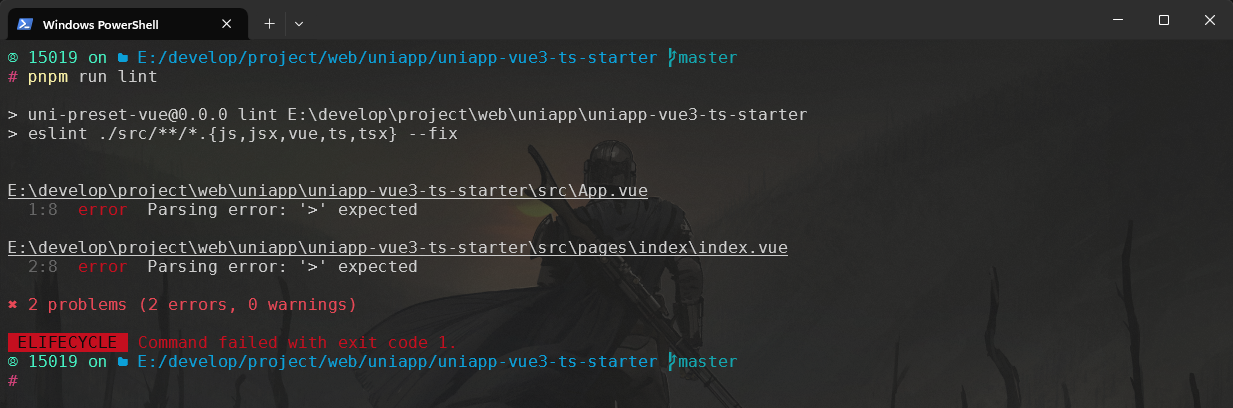 Windows PowerShell
15019 on E:/develop/project/web/uniapp/uniapp-vue3-ts-starter master
# pnpm run lint
> uni-preset-vue@0.0.0 lint E:\develop\project\web\uniapp\uniapp-vue3-ts-starter
> eslint ./src/**/*.{js,jsx,vue,ts,tsx} --fix
E:\develop\project\web\uniapp\uniapp-vue3-ts-starter\src\App.vue
1:8 error Parsing error: '>' expected
E:\develop\project\web\uniapp\uniapp-vue3-ts-starter\src\pages\index\index.vue
2:8 error Parsing error: '>' expected
✖ 2 problems (2 errors, 0 warnings)
ELIFECYCLE Command failed with exit code 1.
15019 on E:/develop/project/web/uniapp/uniapp-vue3-ts-starter master
#